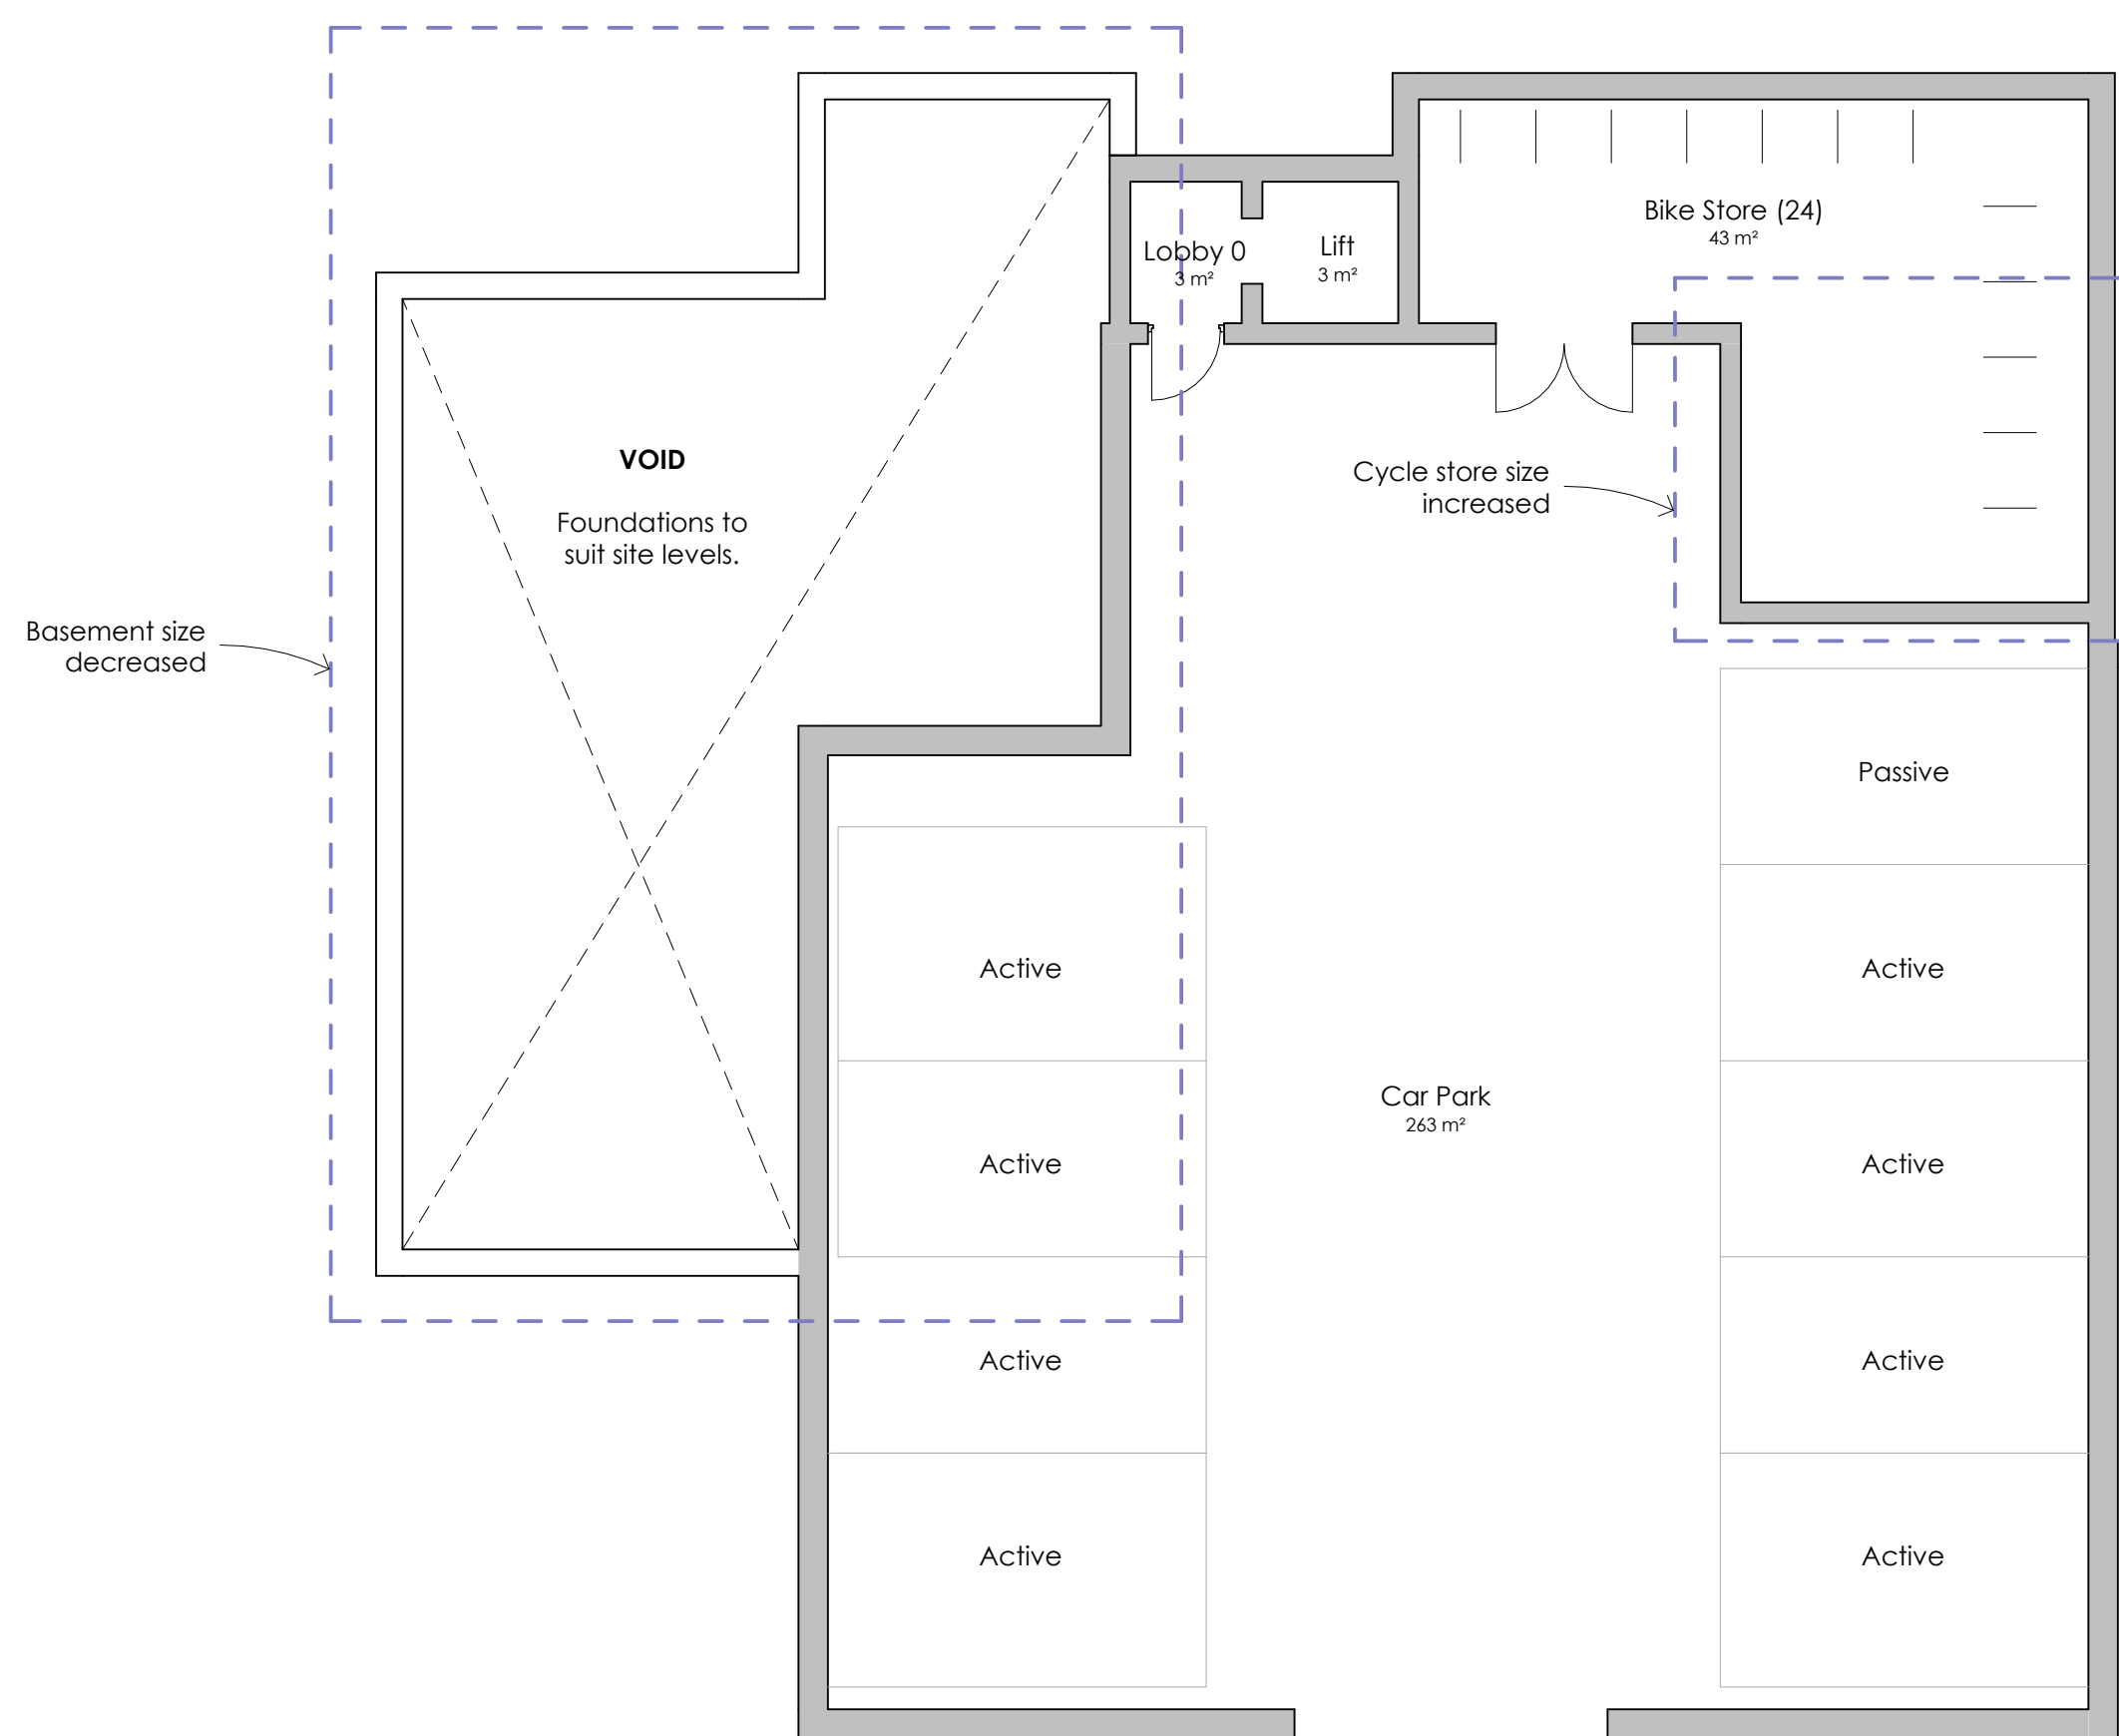 Bike Store (24)
43 m²
Lobby 0
3 m²
Lift
3 m²
VOID
Foundations to
suit site levels.
Cycle store size
increased
Basement size
decreased
Passive
Active
Active
Active
Active
Car Park
263 m²
Active
Active
Active
Active